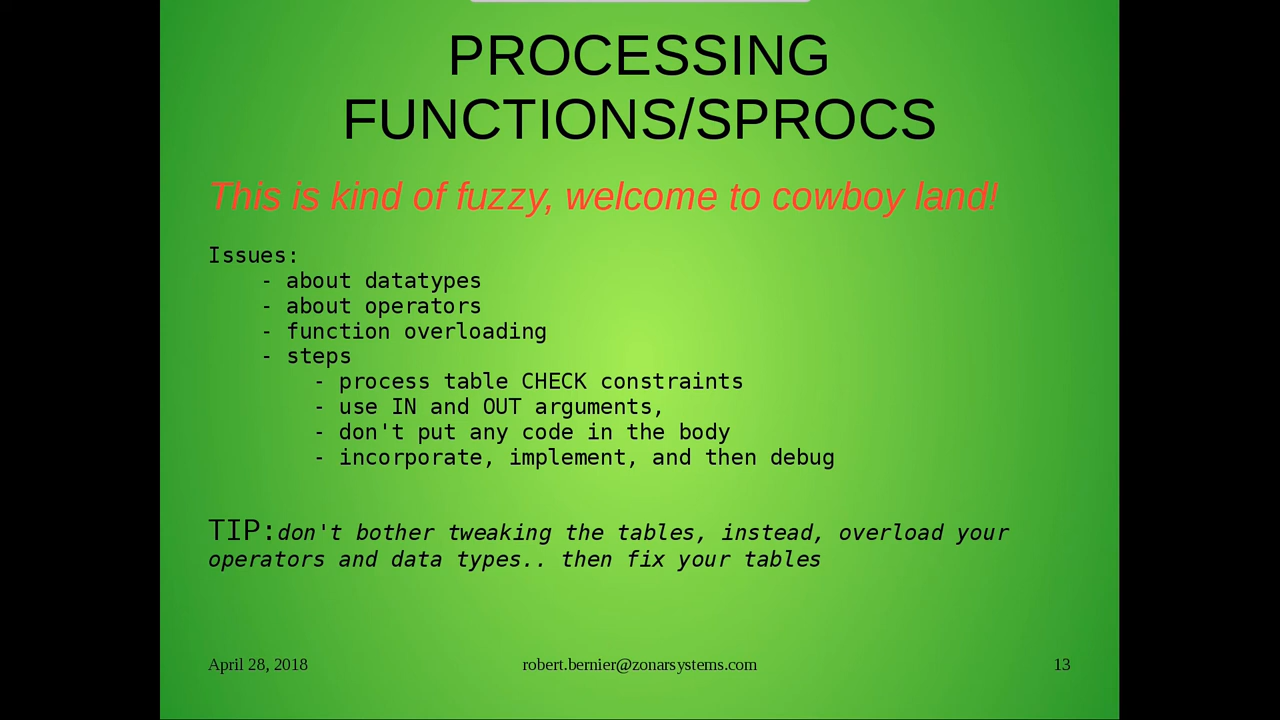 PROCESSING
FUNCTIONS/SPROCS
This is kind of fuzzy, welcome to cowboy land!
Issues:
- about datatypes
- about operators
- function overloading
- steps
- process table CHECK constraints
- use IN and OUT arguments,
- don't put any code in the body
- incorporate, implement, and then debug
TIP:don't bother tweaking the tables, instead, overload your
operators and data types.. then fix your tables
April 28, 2018 robert.bernier@zonarsystems.com 13